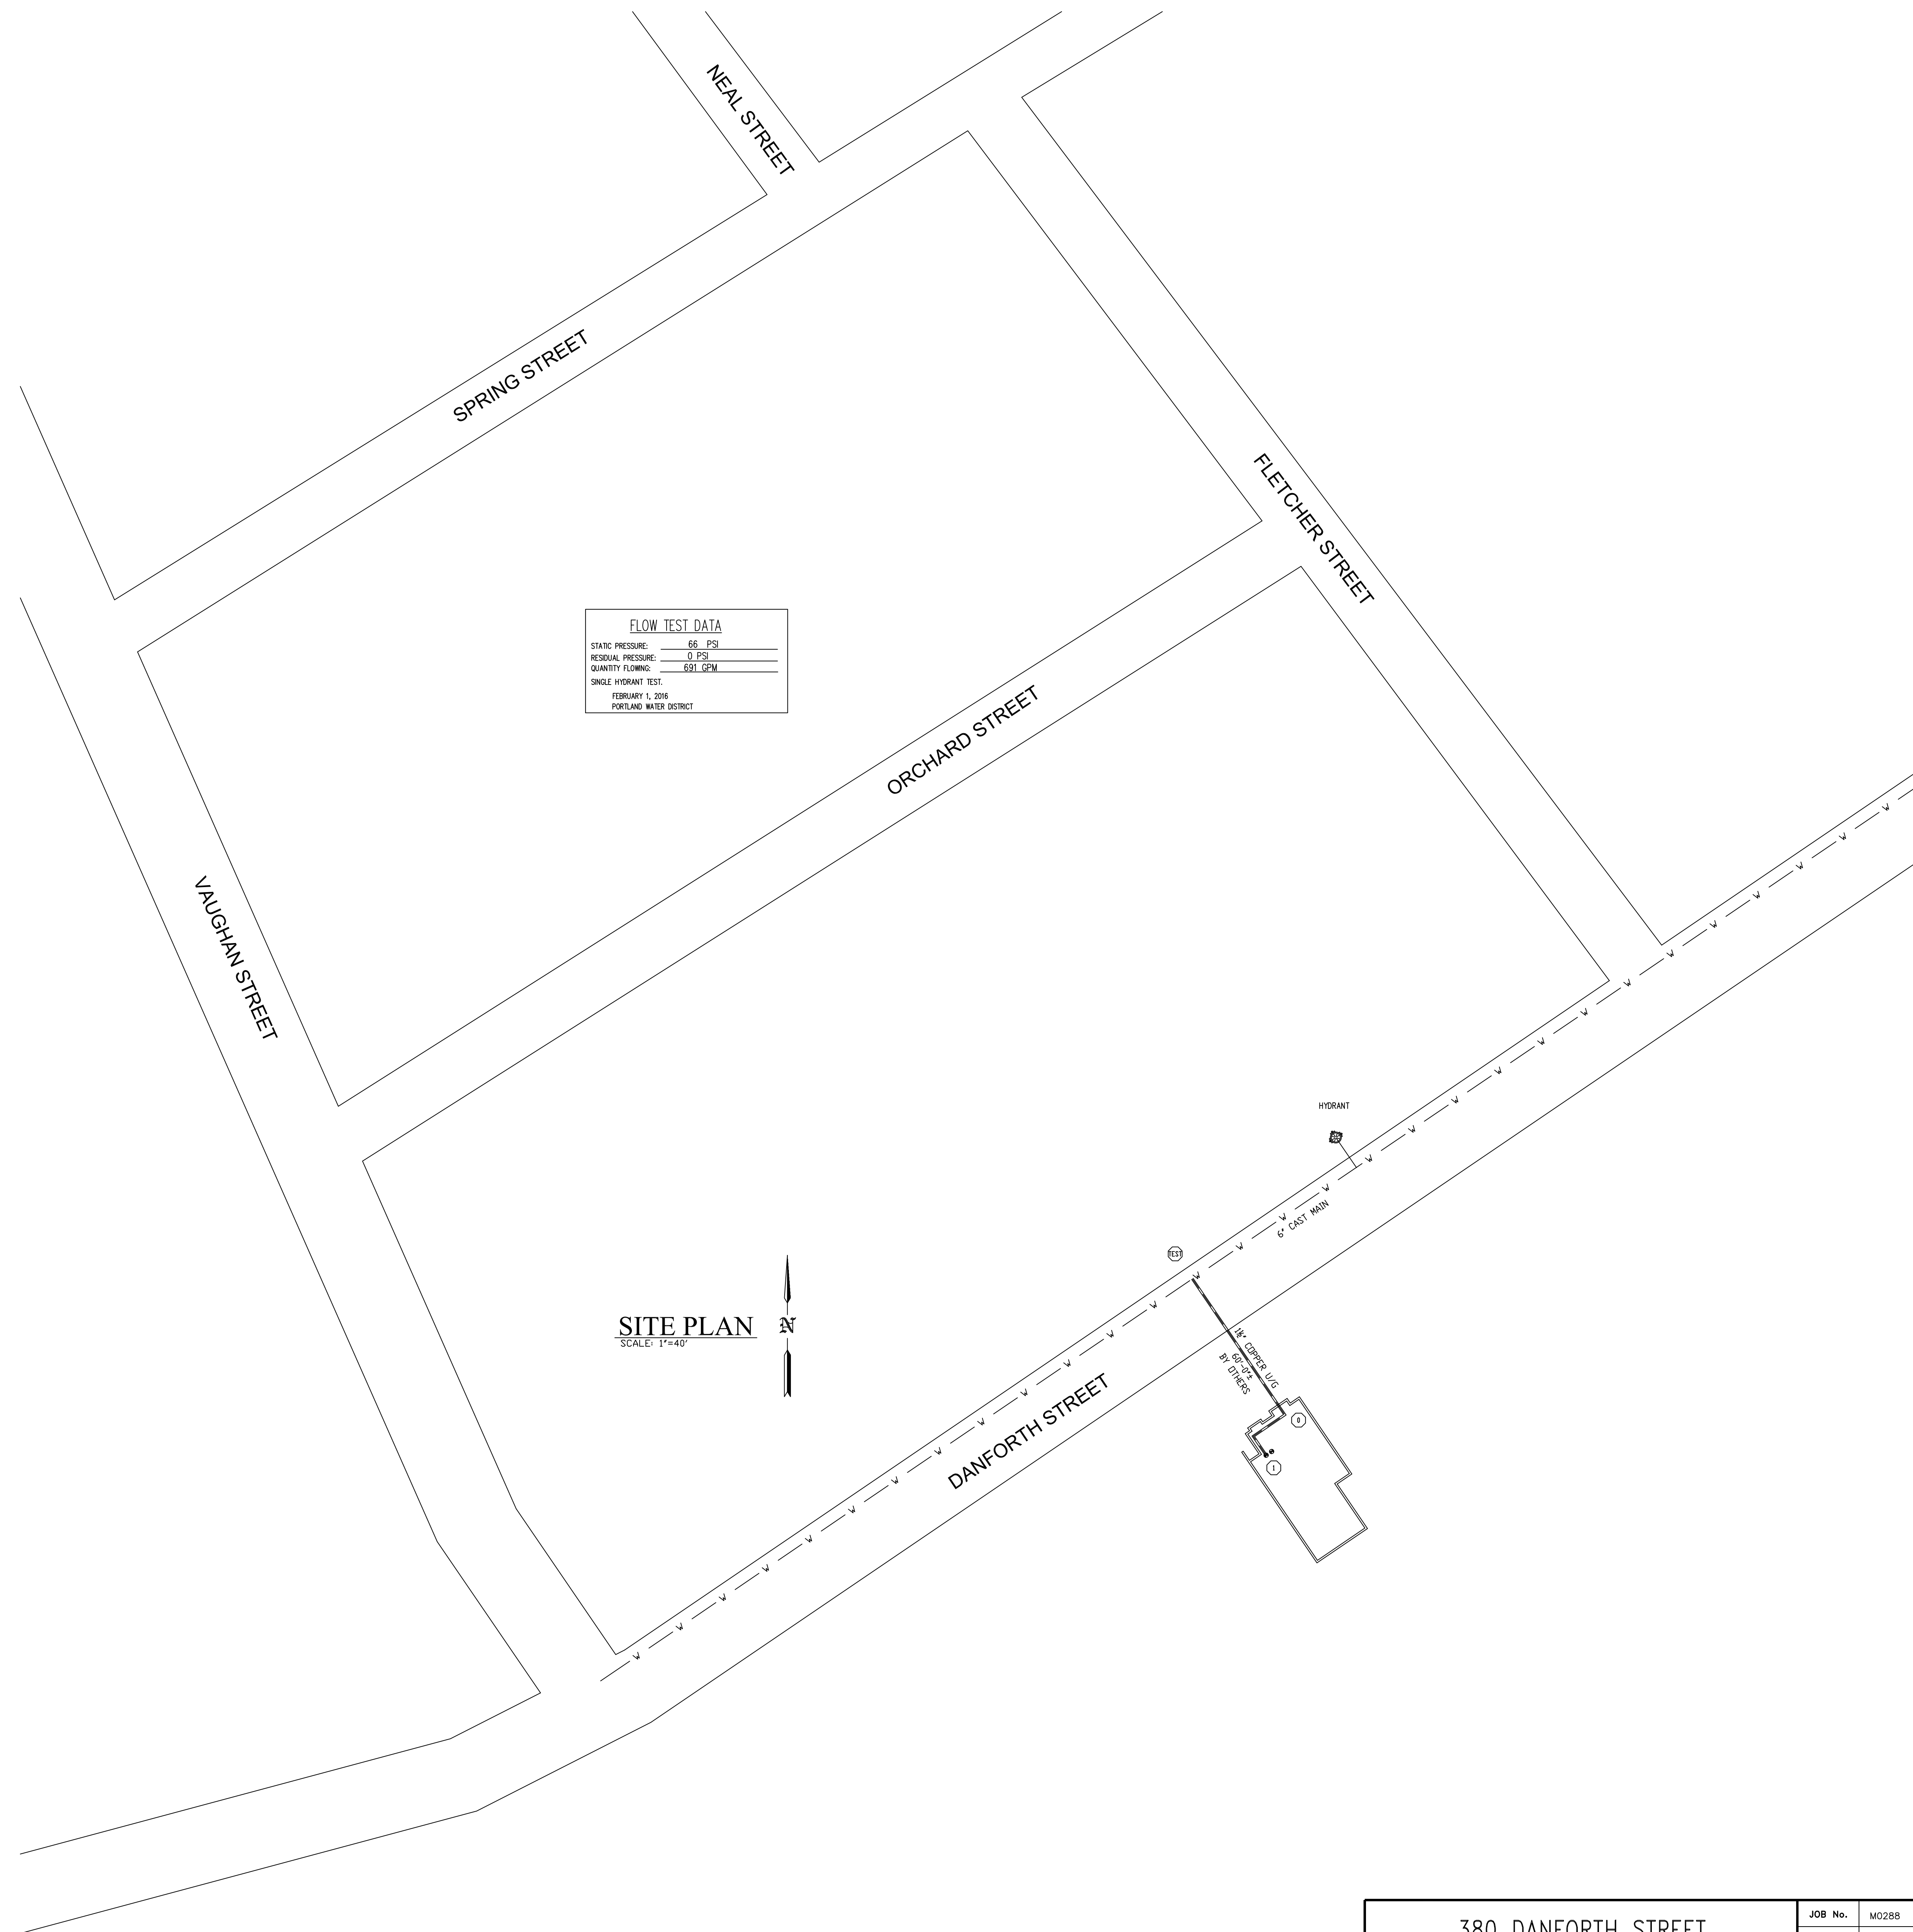 NEAL STREET
SPRING STREET
FLETCHER STREET
FLOW TEST DATA
STATIC PRESSURE: 66 PSI
RESIDUAL PRESSURE: 0 PSI
QUANTITY FLOWING: 691 GPM
SINGLE HYDRANT TEST.
FEBRUARY 1, 2016
PORTLAND WATER DISTRICT
ORCHARD STREET
VAUGHAN STREET
HYDRANT
6" CAST MAIN
TEST
SITE PLAN
SCALE: 1"=40'
N
COPPER U/G
60'-0"±
BY OTHERS
DANFORTH STREET
0
1
W W W W W W W W W W W W W W W W W W W W W W W W W W W W W W
380 DANFORTH STREET
JOB No. M0288